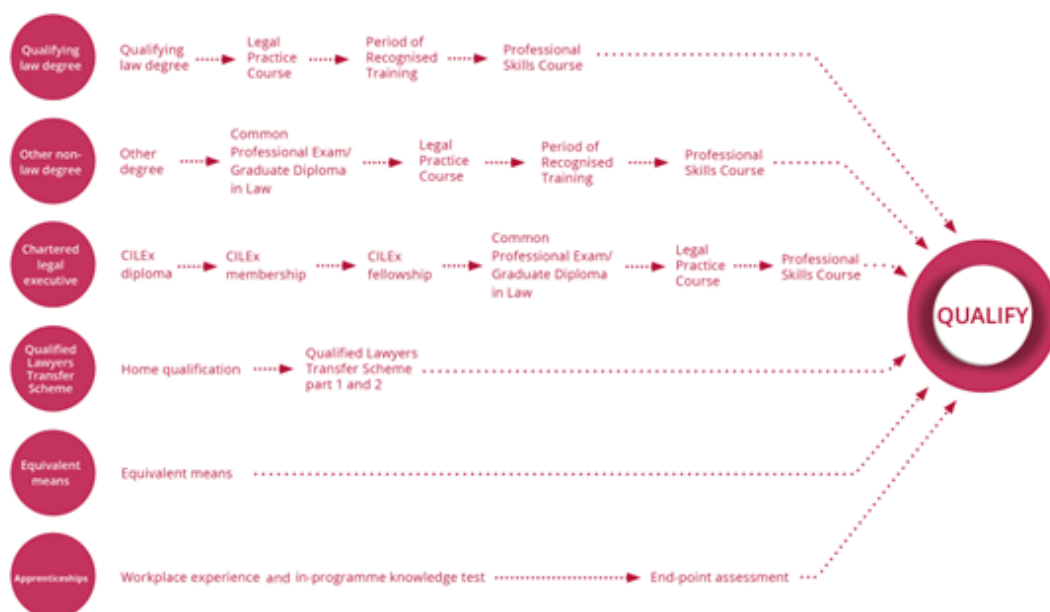 Qualifying
law degree
Qualifying
law degree
Legal
Practice
Course
Period of
Recognised
Training
Professional
Skills Course
Other non-
law degree
Other
degree
Common
Professional Exam/
Graduate Diploma
in Law
Legal
Practice
Course
Period of
Recognised
Training
Professional
Skills Course
Chartered
legal
executive
CILEx
diploma
CILEx
membership
CILEx
fellowship
Common
Professional Exam/
Graduate Diploma
in Law
Legal
Practice
Course
Professional
Skills Course
QUALIFY
Qualified
Lawyers
Transfer
Scheme
Home qualification
Qualified Lawyers
Transfer Scheme
part 1 and 2
Equivalent
means
Equivalent means
Apprenticeships
Workplace experience and in-programme knowledge test
End-point assessment